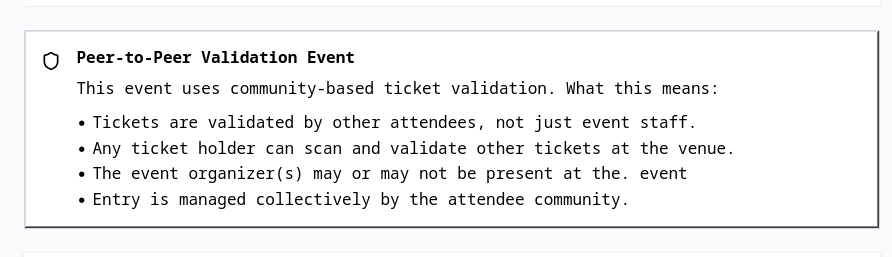 Peer-to-Peer Validation Event
This event uses community-based ticket validation. What this means:
• Tickets are validated by other attendees, not just event staff.
• Any ticket holder can scan and validate other tickets at the venue.
• The event organizer(s) may or may not be present at the. event
• Entry is managed collectively by the attendee community.